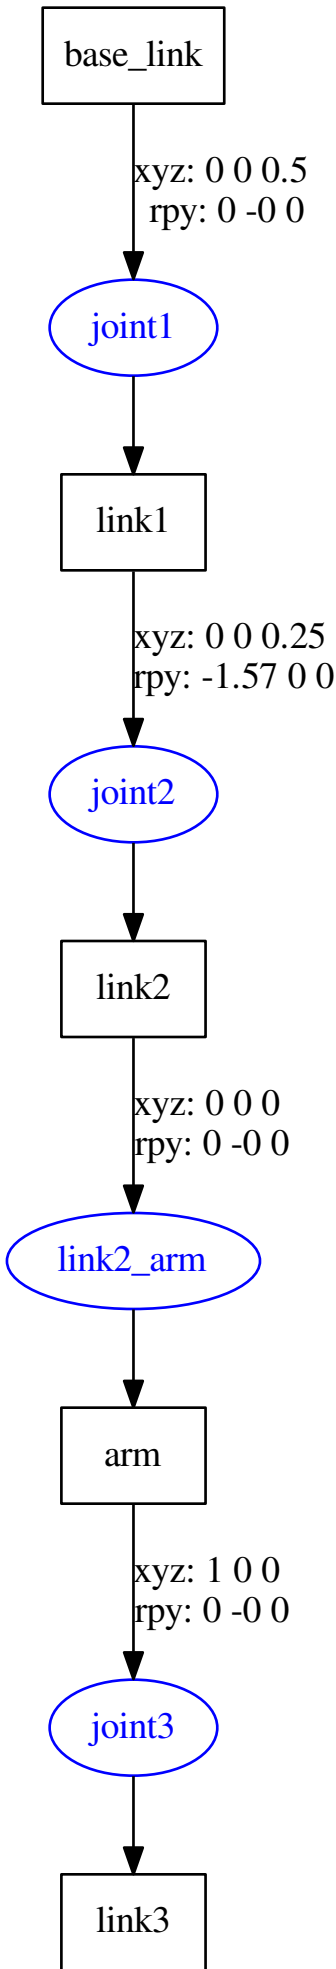 base_link
xyz: 0 0 0.5
rpy: 0 -0 0
joint1
link1
xyz: 0 0 0.25
rpy: -1.57 0 0
joint2
link2
xyz: 0 0 0
rpy: 0 -0 0
link2_arm
arm
xyz: 1 0 0
rpy: 0 -0 0
joint3
link3